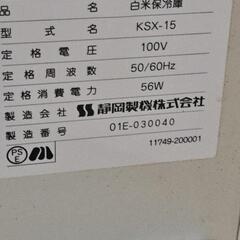 品名 白米保冷庫
型式 KSX-15
定格電圧 100V
定格周波数 50/60Hz
定格消費電力 56W
製造会社 静岡製機株式会社
製造番号 01E-030040
PS E
11749-200001